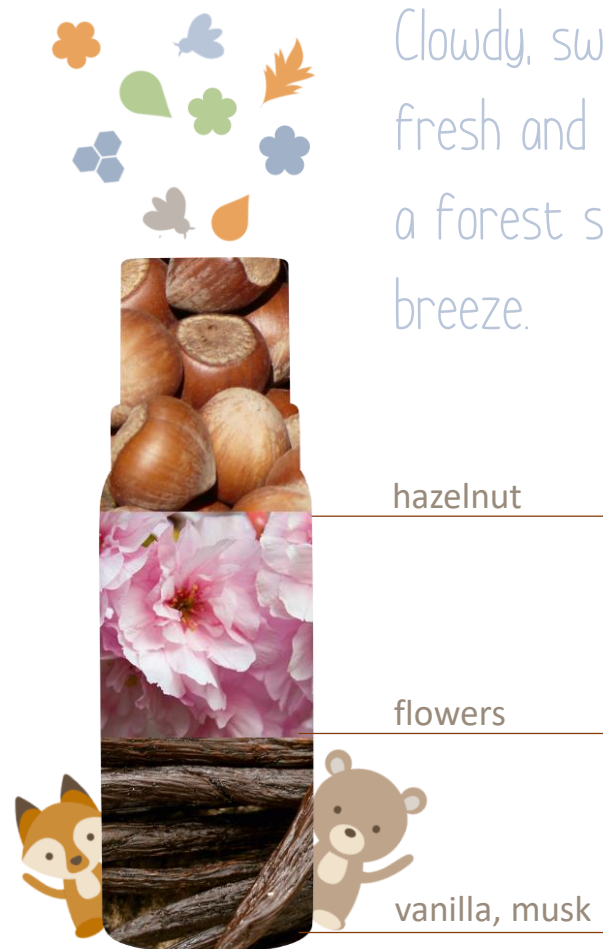 Clowdy, sw
fresh and
a forest s
breeze.
hazelnut
flowers
vanilla, musk